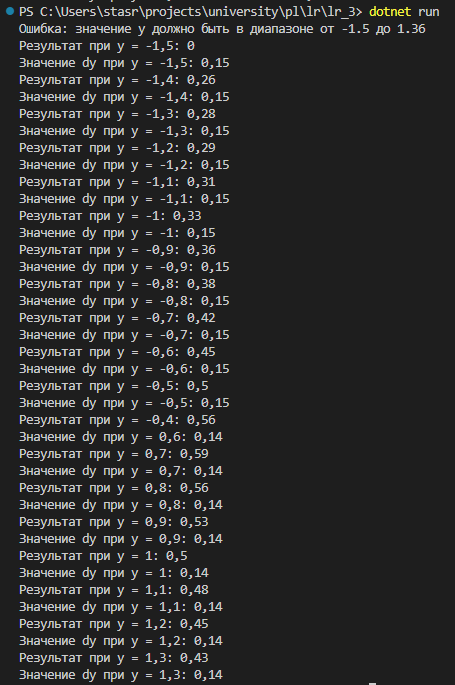 PS C:\Users\stasr\projects\university\pl\lr\lr_3> dotnet run
Ошибка: значение y должно быть в диапазоне от -1.5 до 1.36
Результат при y = -1,5: 0
Значение dy при y = -1,5: 0,15
Результат при y = -1,4: 0,26
Значение dy при y = -1,4: 0,15
Результат при y = -1,3: 0,28
Значение dy при y = -1,3: 0,15
Результат при y = -1,2: 0,29
Значение dy при y = -1,2: 0,15
Результат при y = -1,1: 0,31
Значение dy при y = -1,1: 0,15
Результат при y = -1: 0,33
Значение dy при y = -1: 0,15
Результат при y = -0,9: 0,36
Значение dy при y = -0,9: 0,15
Результат при y = -0,8: 0,38
Значение dy при y = -0,8: 0,15
Результат при y = -0,7: 0,42
Значение dy при y = -0,7: 0,15
Результат при y = -0,6: 0,45
Значение dy при y = -0,6: 0,15
Результат при y = -0,5: 0,5
Значение dy при y = -0,5: 0,15
Результат при y = -0,4: 0,56
Значение dy при y = 0,6: 0,14
Результат при y = 0,7: 0,59
Значение dy при y = 0,7: 0,14
Результат при y = 0,8: 0,56
Значение dy при y = 0,8: 0,14
Результат при y = 0,9: 0,53
Значение dy при y = 0,9: 0,14
Результат при y = 1: 0,5
Значение dy при y = 1: 0,14
Результат при y = 1,1: 0,48
Значение dy при y = 1,1: 0,14
Результат при y = 1,2: 0,45
Значение dy при y = 1,2: 0,14
Результат при y = 1,3: 0,43
Значение dy при y = 1,3: 0,14